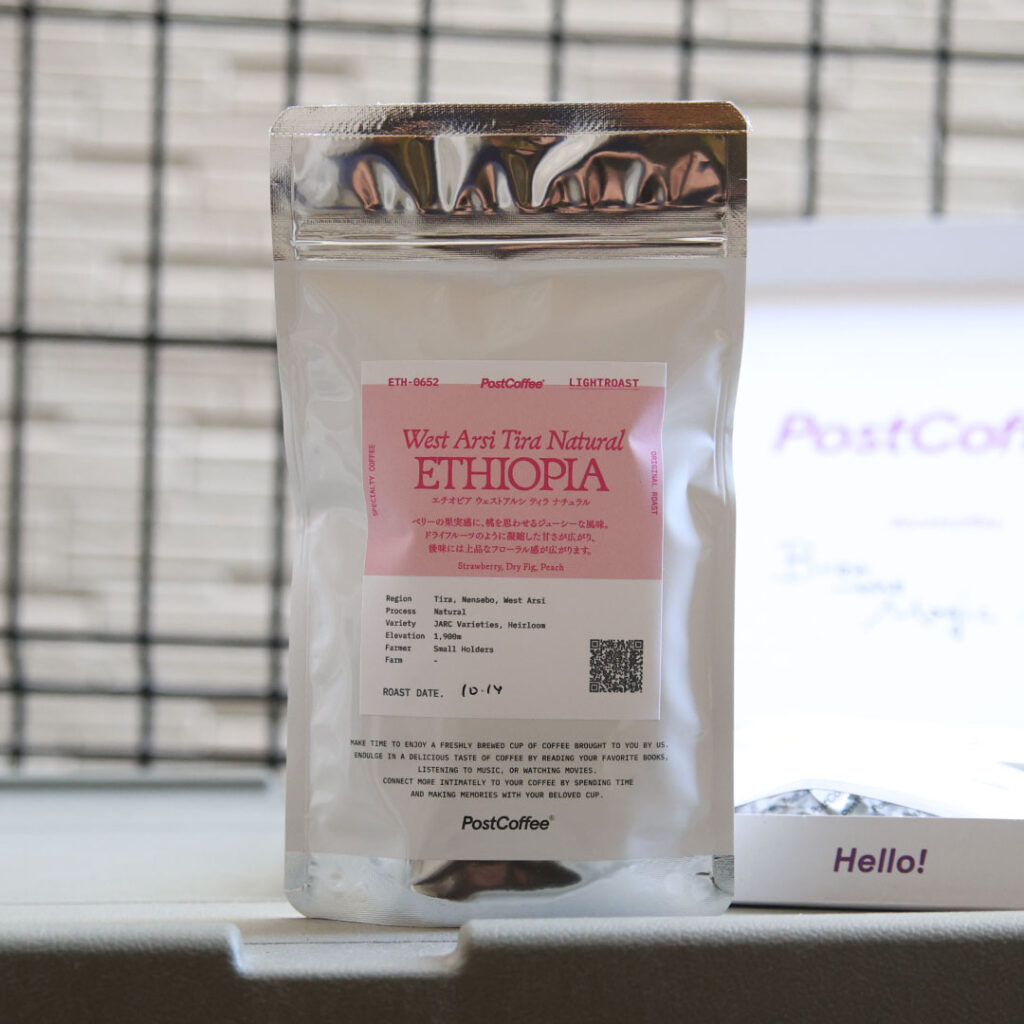 ETH-0652 PostCoffee® LIGHTROAST
West Arsi Tira Natural
ETHIOPIA
エチオピア ウェストアルシ ティラ ナチュラル
SPECIALTY COFFEE
ORIGINAL ROAST
ベリーの果実感に、桃を思わせるジューシーな風味。
ドライフルーツのように凝縮した甘さが広がり、
後味には上品なフローラル感が広がります。
Strawberry, Dry Fig, Peach
Region Tira, Nensebo, West Arsi
Process Natural
Variety JARC Varieties, Heirloom
Elevation 1,900m
Farmer Small Holders
Farm -
ROAST DATE. 10.14
MAKE TIME TO ENJOY A FRESHLY BREWED CUP OF COFFEE BROUGHT TO YOU BY US.
ENDULGE IN A DELICIOUS TASTE OF COFFEE BY READING YOUR FAVORITE BOOKS,
LISTENING TO MUSIC, OR WATCHING MOVIES.
CONNECT MORE INTIMATELY TO YOUR COFFEE BY SPENDING TIME
AND MAKING MEMORIES WITH YOUR BELOVED CUP.
PostCoffee®
PostCof
Hello!